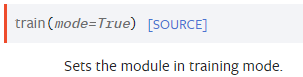 train(mode=True) [SOURCE]
Sets the module in training mode.